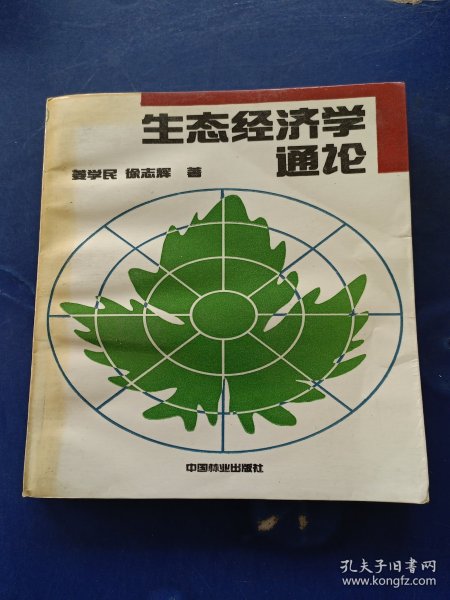 生态经济学
通论
姜学民 徐志辉 著
中国林业出版社
孔夫子旧书网
www.kongfz.com